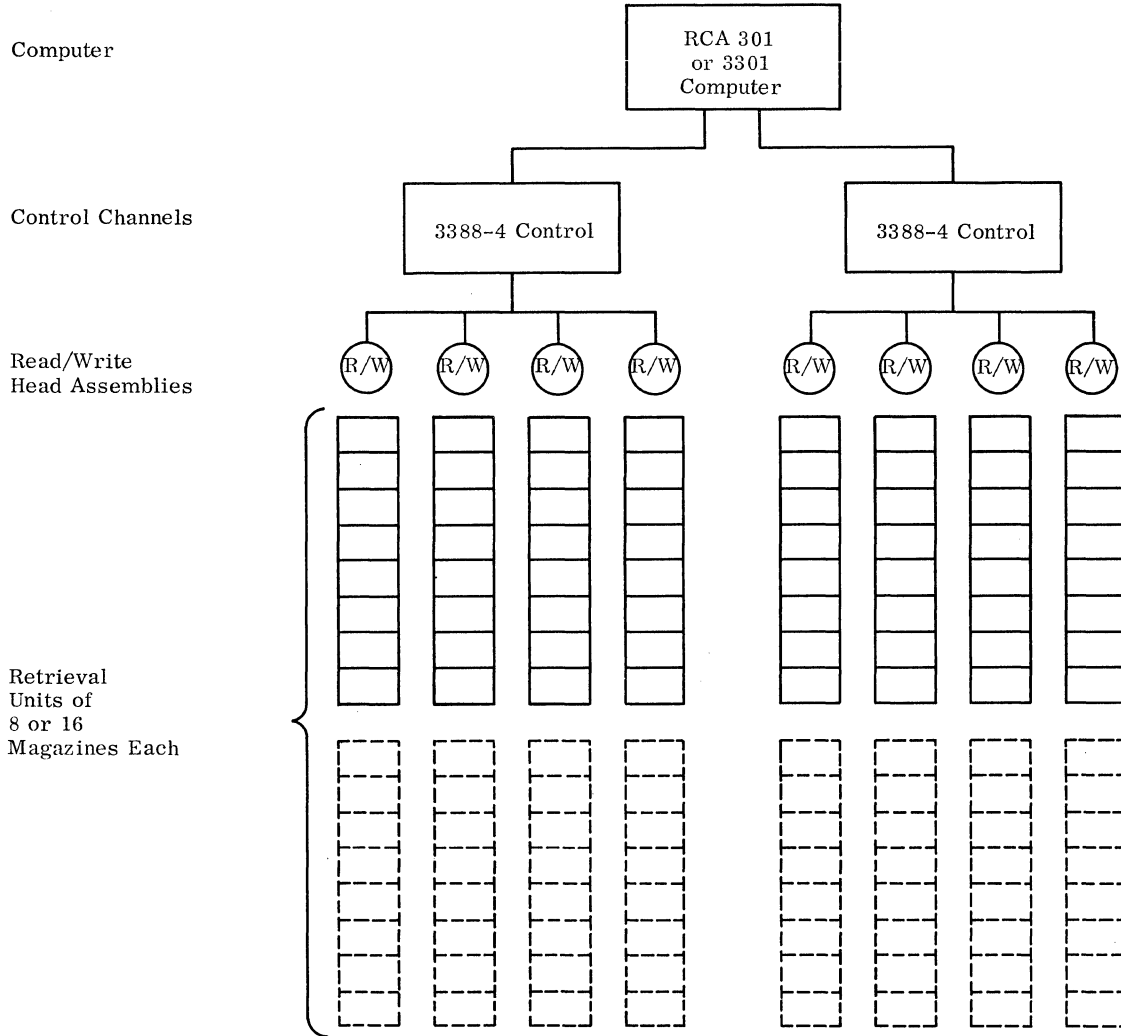 Computer
RCA 301
or 3301
Computer
Control Channels
3388-4 Control
3388-4 Control
Read/Write
Head Assemblies
R/W
R/W
R/W
R/W
R/W
R/W
R/W
R/W
Retrieval
Units of
8 or 16
Magazines Each